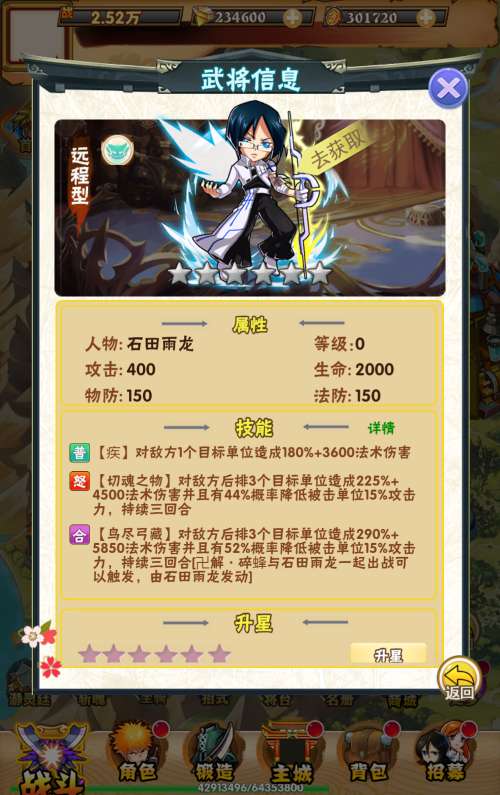 战 2.52万 234600 301720
武将信息
远程型
去获取
属性
人物: 石田雨龙 等级: 0
攻击: 400 生命: 2000
物防: 150 法防: 150
技能 详情
普 【疾】对敌方1个目标单位造成180%+3600法术伤害
怒 【切魂之物】对敌方后排3个目标单位造成225%+
4500法术伤害并且有44%概率降低被击单位15%攻击
力，持续三回合
合 【鸟尽弓藏】对敌方后排3个目标单位造成290%+
5850法术伤害并且有52%概率降低被击单位15%攻击
力，持续三回合[卍解·碎蜂与石田雨龙一起出战可
以触发，由石田雨龙发动]
升星
升星
返回
战斗 角色 锻造 主城 背包 招募
42913496/64353800